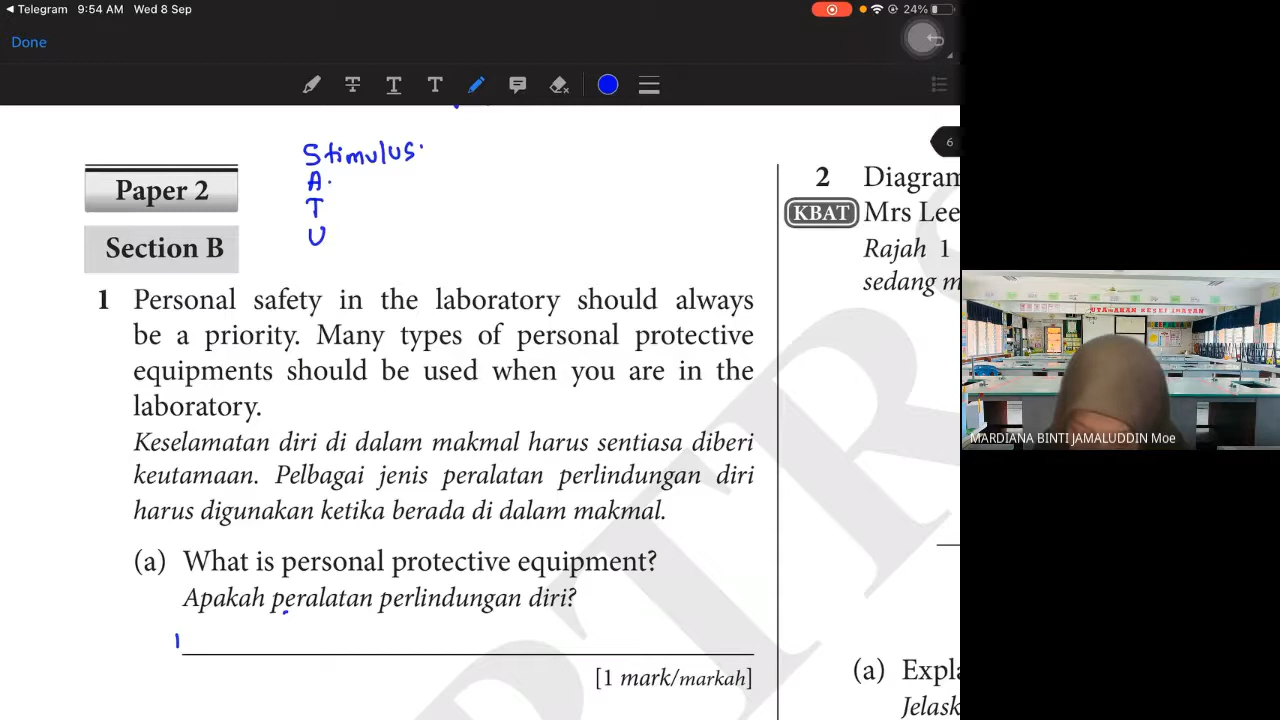 Telegram 9:54 AM Wed 8 Sep 24%
Done
Stimulus.
A.
T
U
6
Paper 2
Section B
1 Personal safety in the laboratory should always
be a priority. Many types of personal protective
equipments should be used when you are in the
laboratory.
Keselamatan diri di dalam makmal harus sentiasa diberi
keutamaan. Pelbagai jenis peralatan perlindungan diri
harus digunakan ketika berada di dalam makmal.
(a) What is personal protective equipment?
Apakah peralatan perlindungan diri?
[1 mark/markah]
2 Diagram
KBAT Mrs Lee
Rajah 1
sedang m
(a) Expla
Jelask
UTAMAKAN KESELAMATAN
MARDIANA BINTI JAMALUDDIN Moe